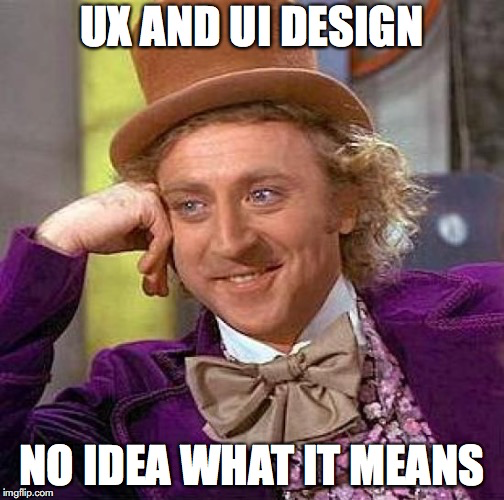 UX AND UI DESIGN
NO IDEA WHAT IT MEANS
imgflip.com